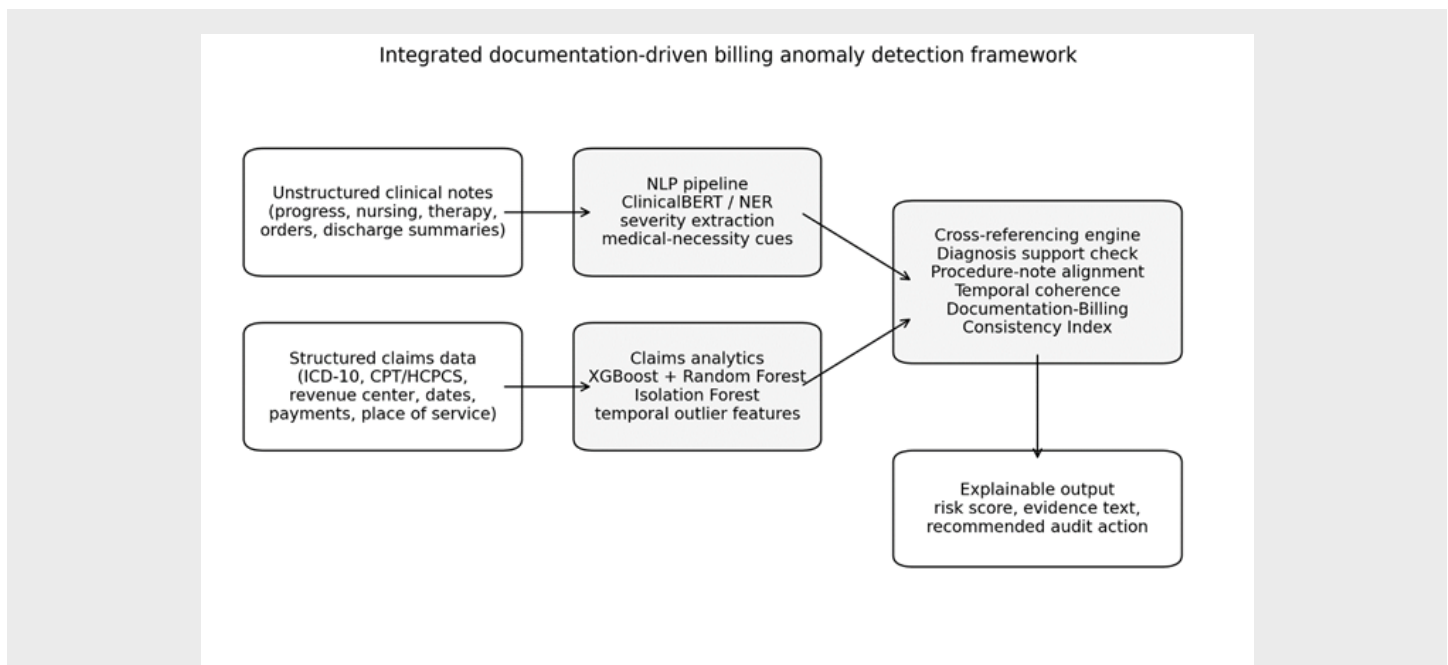 Integrated documentation-driven billing anomaly detection framework
Unstructured clinical notes
(progress, nursing, therapy,
orders, discharge summaries)
NLP pipeline
ClinicalBERT / NER
severity extraction
medical-necessity cues
Structured claims data
(ICD-10, CPT/HCPCS,
revenue center, dates,
payments, place of service)
Claims analytics
XGBoost + Random Forest
Isolation Forest
temporal outlier features
Cross-referencing engine
Diagnosis support check
Procedure-note alignment
Temporal coherence
Documentation-Billing
Consistency Index
Explainable output
risk score, evidence text,
recommended audit action